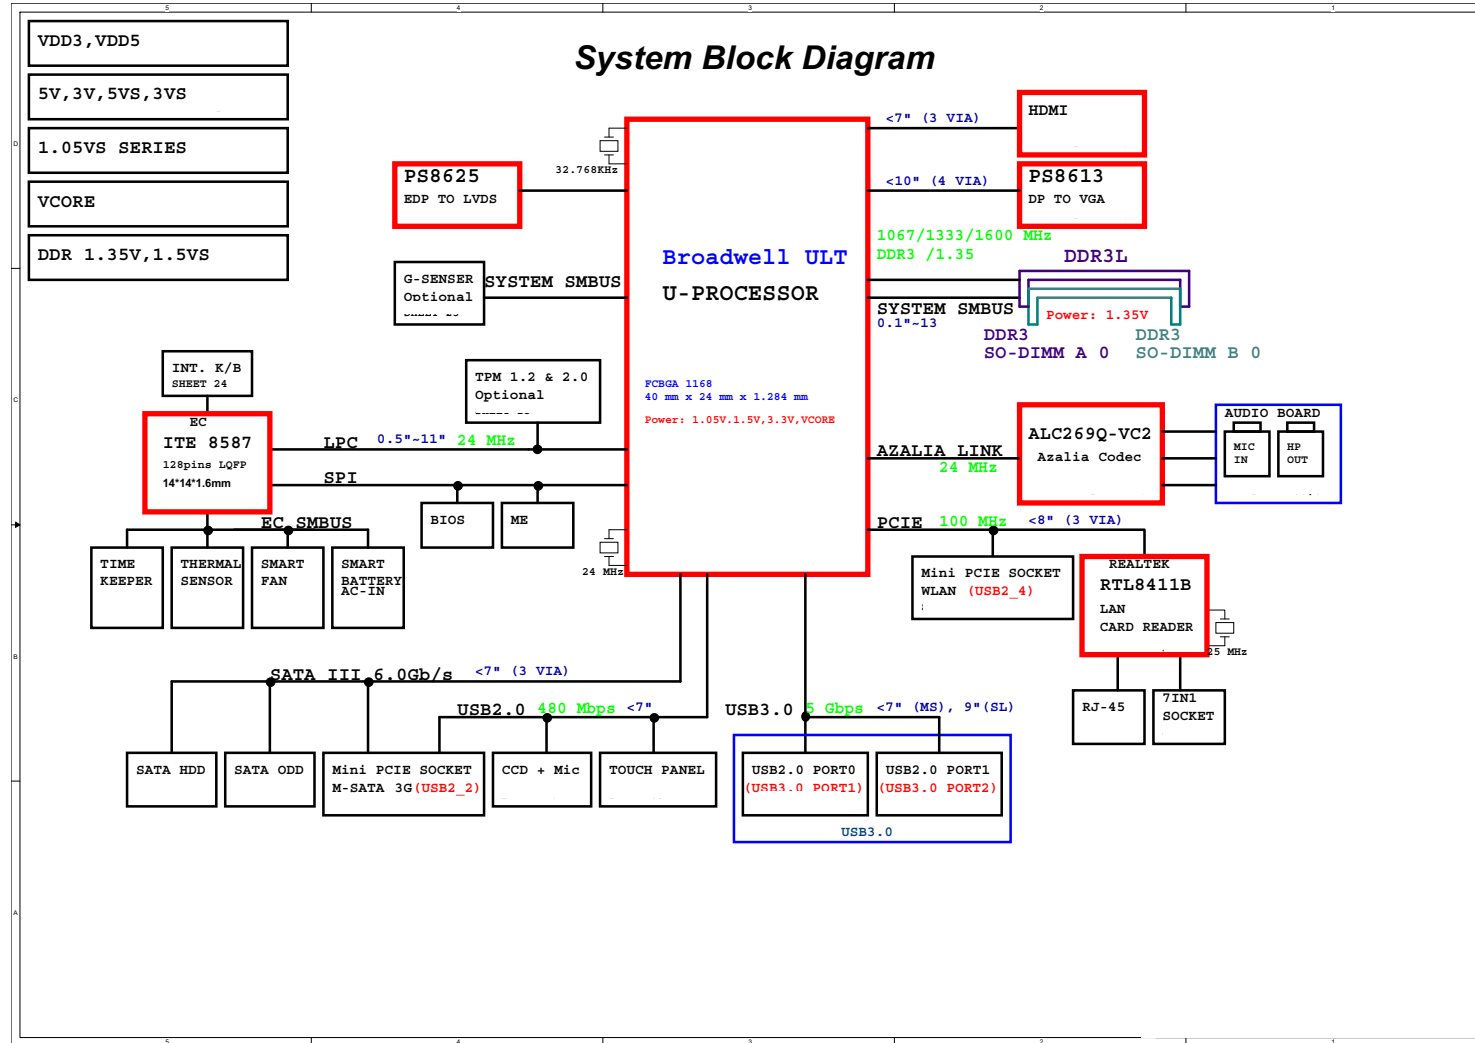 System Block Diagram
VDD3,VDD5
5V,3V,5VS,3VS
1.05VS SERIES
VCORE
DDR 1.35V,1.5VS
32.768KHz
PS8625
EDP TO LVDS
<7" (3 VIA)
HDMI
<10" (4 VIA)
PS8613
DP TO VGA
1067/1333/1600 MHz
DDR3 /1.35
DDR3L
Broadwell ULT
U-PROCESSOR
G-SENSER
Optional
SYSTEM SMBUS
SYSTEM SMBUS
0.1"~13
Power: 1.35V
DDR3
SO-DIMM A 0
DDR3
SO-DIMM B 0
INT. K/B
SHEET 24
TPM 1.2 & 2.0
Optional
FCBGA 1168
40 mm x 24 mm x 1.284 mm
Power: 1.05V.1.5V,3.3V,VCORE
EC
ITE 8587
128pins LQFP
14*14*1.6mm
LPC
0.5"~11"
24 MHz
SPI
AZALIA LINK
24 MHz
ALC269Q-VC2
Azalia Codec
AUDIO BOARD
MIC
IN
HP
OUT
BIOS
ME
EC SMBUS
24 MHz
PCIE
100 MHz
<8" (3 VIA)
TIME
KEEPER
THERMAL
SENSOR
SMART
FAN
SMART
BATTERY
AC-IN
Mini PCIE SOCKET
WLAN (USB2_4)
REALTEK
RTL8411B
LAN
CARD READER
25 MHz
RJ-45
7IN1
SOCKET
SATA III 6.0Gb/s
<7" (3 VIA)
USB2.0
480 Mbps
<7"
USB3.0
5 Gbps
<7" (MS), 9"(SL)
SATA HDD
SATA ODD
Mini PCIE SOCKET
M-SATA 3G(USB2_2)
CCD + Mic
TOUCH PANEL
USB2.0 PORT0
(USB3.0 PORT1)
USB2.0 PORT1
(USB3.0 PORT2)
USB3.0
5
4
3
2
1
D
C
B
A
5
4
3
2
1